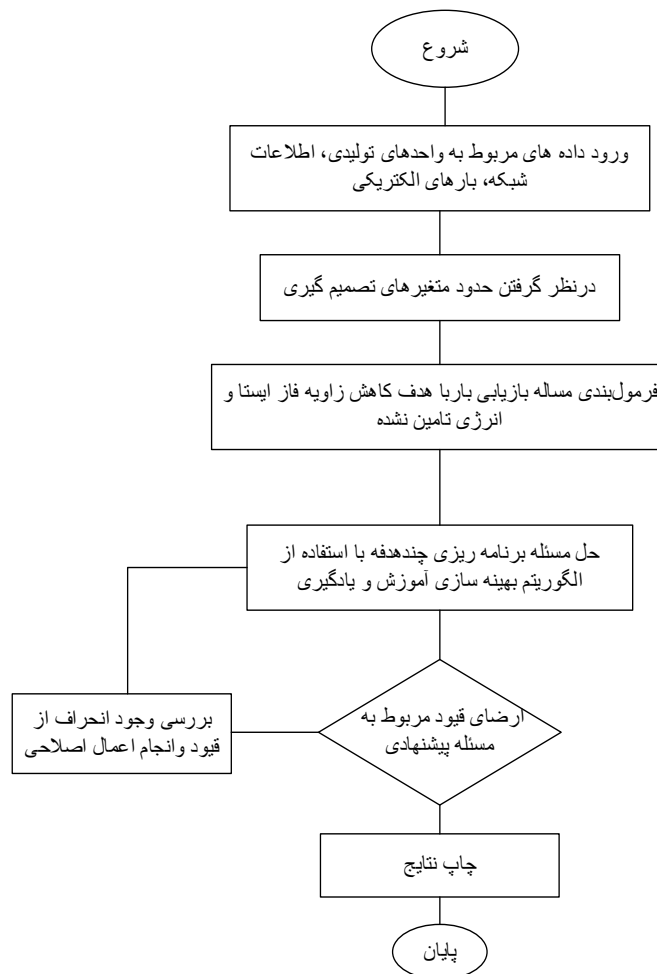 شروع
ورود داده های مربوط به واحدهای تولیدی، اطلاعات
شبکه، بارهای الکتریکی
درنظر گرفتن حدود متغیرهای تصمیم گیری
فرمول‌بندی مساله بازیابی باربا هدف کاهش زاویه فاز ایستا و
انرژی تامین نشده
حل مسئله برنامه ریزی چندهدفه با استفاده از
الگوریتم بهینه سازی آموزش و یادگیری
ارضای قیود مربوط به
مسئله پیشنهادی
بررسی وجود انحراف از
قیود وانجام اعمال اصلاحی
چاپ نتایج
پایان